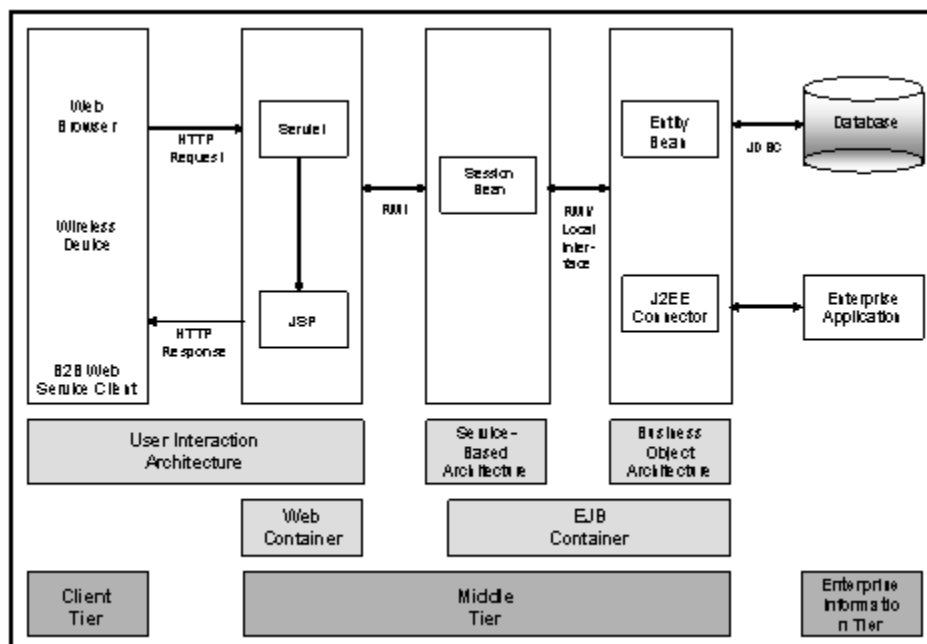 Web
Browser
HTTP
Request
Servlet
Entity
Bean
JDBC
Database
Session
Bean
RMI
RMI/
Local
Inter-
face
Wireless
Device
JSP
HTTP
Response
J2EE
Connector
Enterprise
Application
B2B Web
Service Client
User Interaction
Architecture
Service-
Based
Architecture
Business
Object
Architecture
Web
Container
EJB
Container
Client
Tier
Middle
Tier
Enterprise
Informatio
n Tier